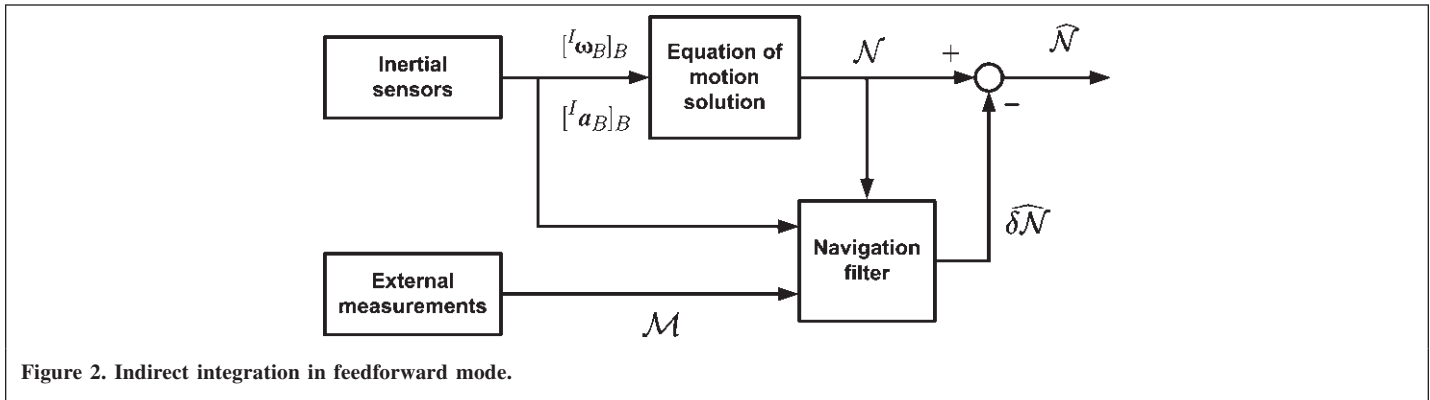 Inertial
sensors
[ᴵω_B]_B
[ᴵa_B]_B
Equation of
motion
solution
𝒩
+
−
𝒩̂
δ𝒩̂
Navigation
filter
External
measurements
ℳ
Figure 2. Indirect integration in feedforward mode.